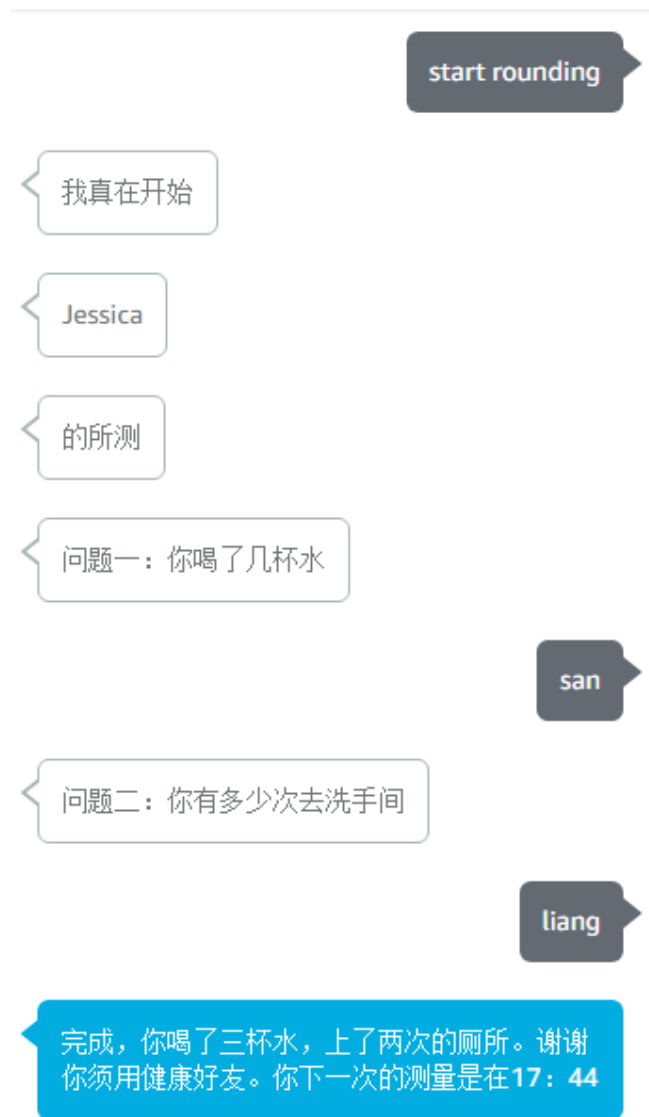 start rounding
我真在开始
Jessica
的所测
问题一：你喝了几杯水
san
问题二：你有多少次去洗手间
liang
完成，你喝了三杯水，上了两次的厕所。谢谢
你须用健康好友。你下一次的测量是在17：44